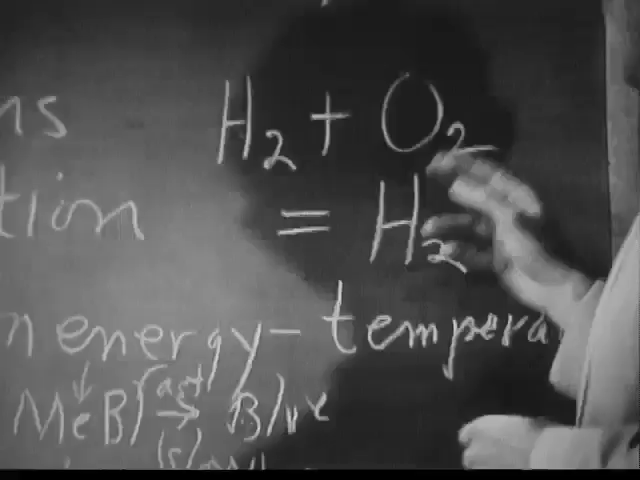 ns
H₂ + O₂
tion
= H₂
n energy - tempera
MeB → Blue